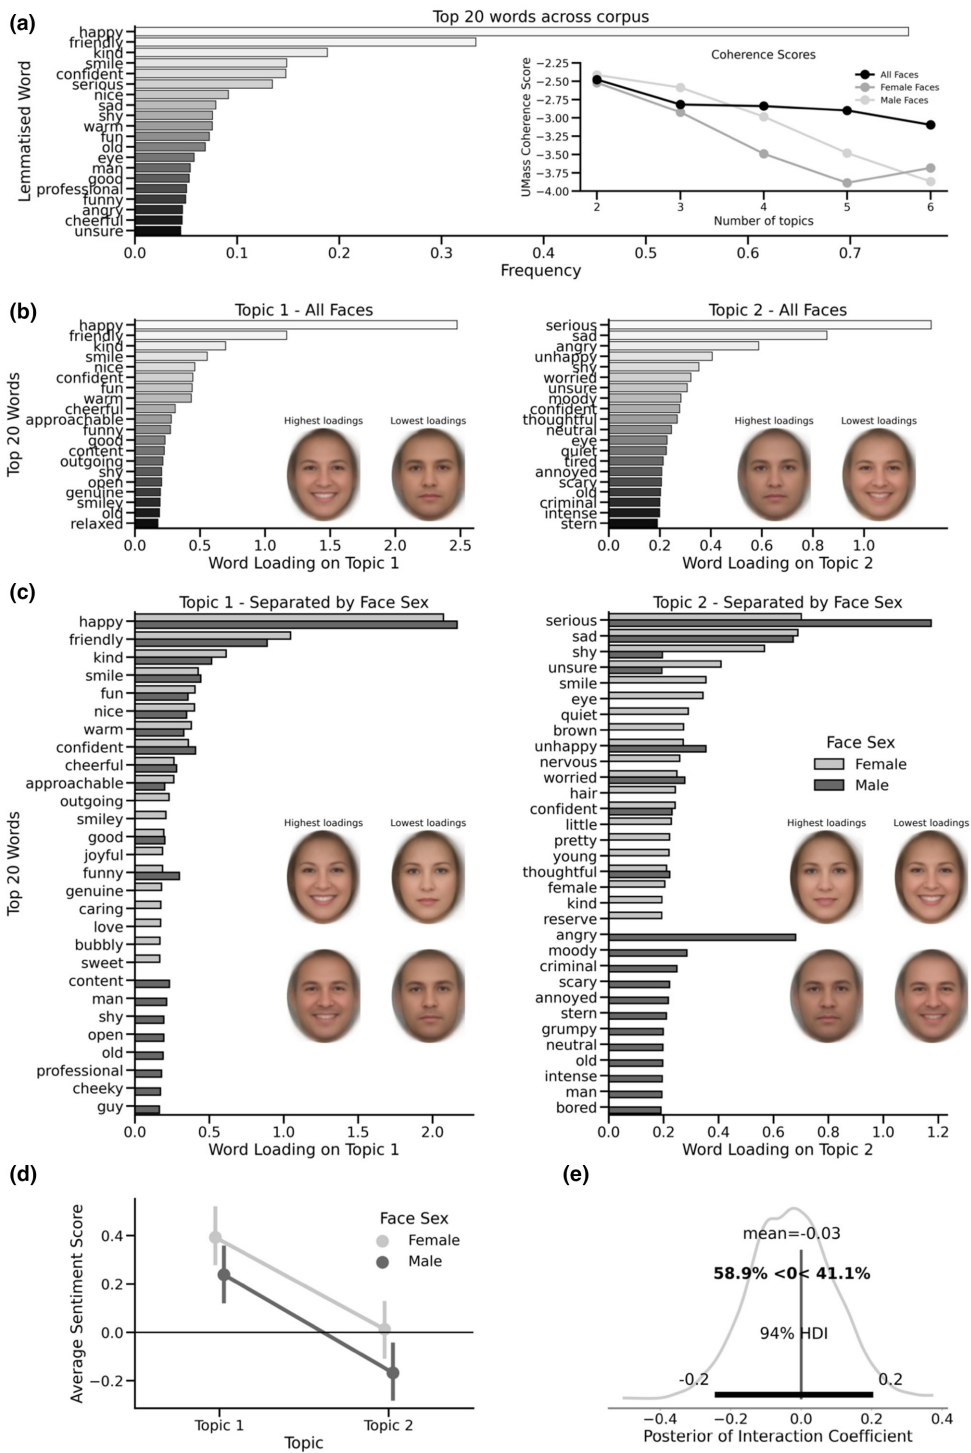 (a)
Top 20 words across corpus
Lemmatised Word
happy
friendly
kind
smile
confident
serious
nice
sad
shy
warm
fun
old
eye
man
good
professional
funny
angry
cheerful
unsure
0.0 0.1 0.2 0.3 0.4 0.5 0.6 0.7
Frequency
Coherence Scores
UMass Coherence Score
−2.25
−2.50
−2.75
−3.00
−3.25
−3.50
−3.75
−4.00
All Faces
Female Faces
Male Faces
2 3 4 5 6
Number of topics
(b)
Topic 1 - All Faces
Top 20 Words
happy
friendly
kind
smile
nice
confident
fun
warm
cheerful
approachable
funny
good
content
outgoing
shy
open
genuine
smiley
old
relaxed
Highest loadings Lowest loadings
0.0 0.5 1.0 1.5 2.0 2.5
Word Loading on Topic 1
Topic 2 - All Faces
serious
sad
angry
unhappy
shy
worried
unsure
moody
confident
thoughtful
neutral
eye
quiet
tired
annoyed
scary
old
criminal
intense
stern
Highest loadings Lowest loadings
0.0 0.2 0.4 0.6 0.8 1.0
Word Loading on Topic 2
(c)
Topic 1 - Separated by Face Sex
Top 20 Words
happy
friendly
kind
smile
fun
nice
warm
confident
cheerful
approachable
outgoing
smiley
good
joyful
funny
genuine
caring
love
bubbly
sweet
content
man
shy
open
old
professional
cheeky
guy
Highest loadings Lowest loadings
0.0 0.5 1.0 1.5 2.0
Word Loading on Topic 1
Topic 2 - Separated by Face Sex
serious
sad
shy
unsure
smile
eye
quiet
brown
unhappy
nervous
worried
hair
confident
little
pretty
young
thoughtful
female
kind
reserve
angry
moody
criminal
scary
annoyed
stern
grumpy
neutral
old
intense
man
bored
Face Sex
Female
Male
Highest loadings Lowest loadings
0.0 0.2 0.4 0.6 0.8 1.0 1.2
Word Loading on Topic 2
(d)
Average Sentiment Score
0.4
0.2
0.0
−0.2
Face Sex
Female
Male
Topic 1 Topic 2
Topic
(e)
mean=-0.03
58.9% <0< 41.1%
94% HDI
-0.2 0.2
−0.4 −0.2 0.0 0.2 0.4
Posterior of Interaction Coefficient